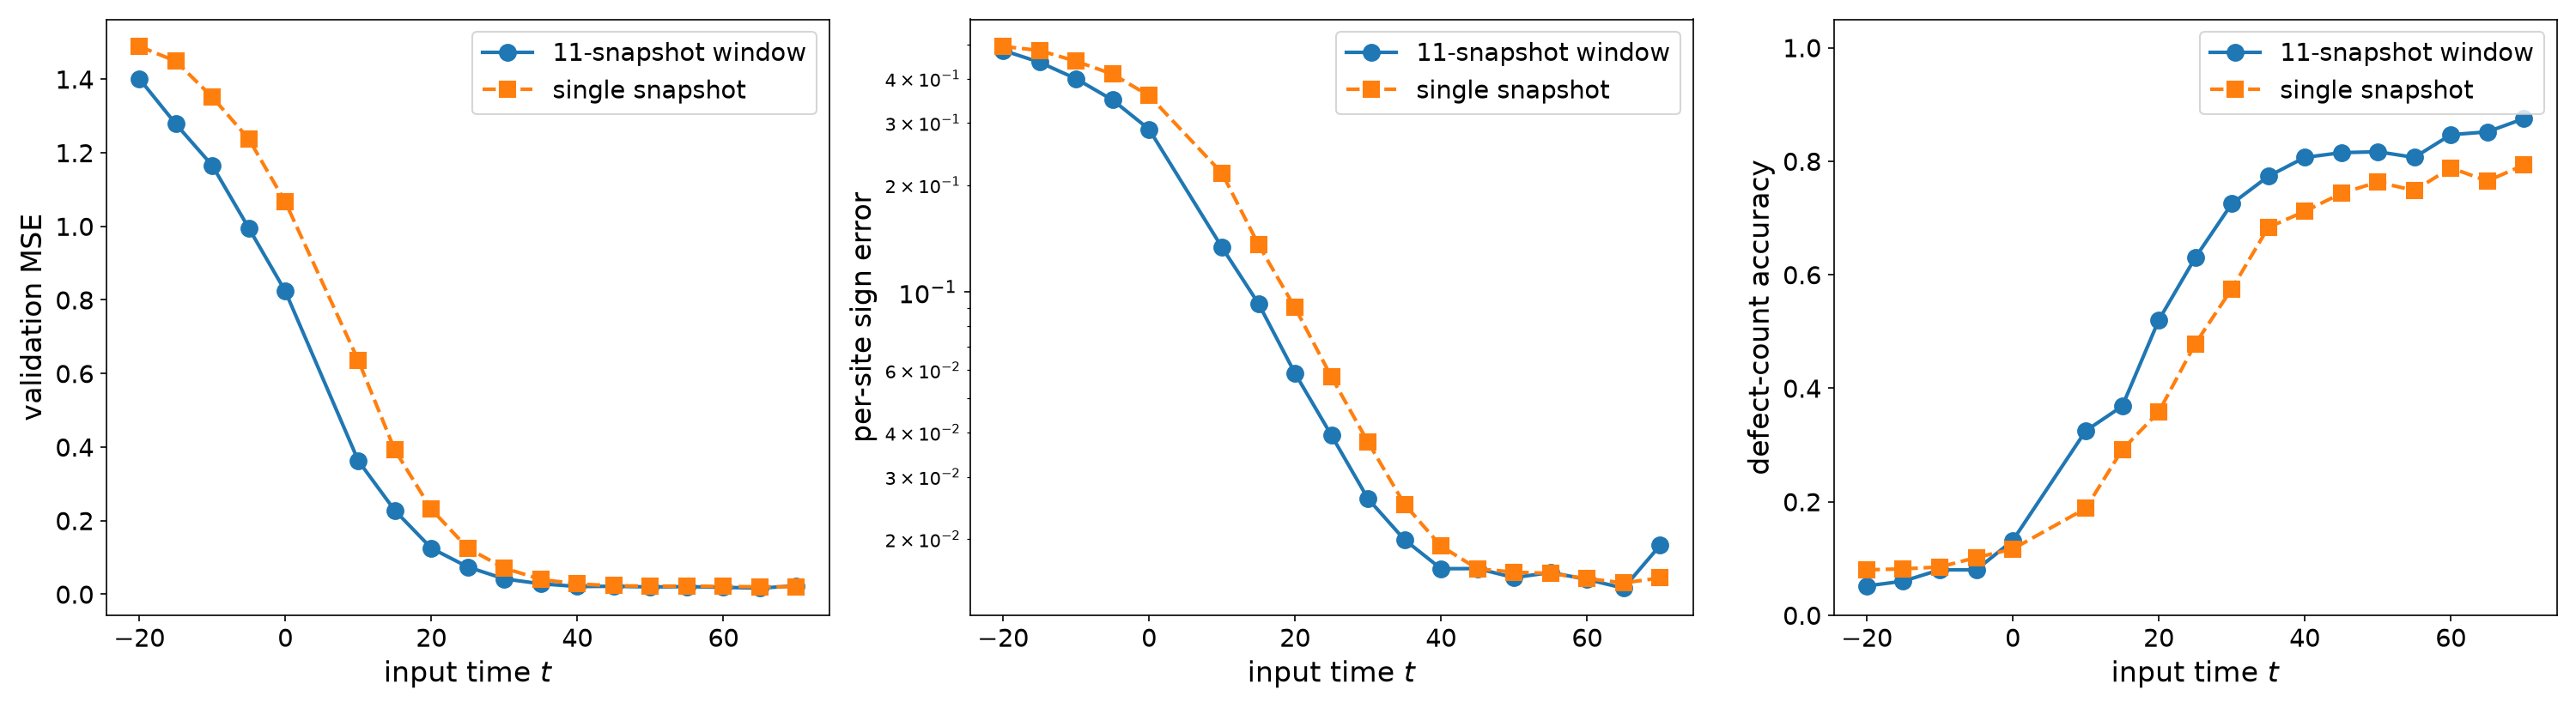 validation MSE
1.4
1.2
1.0
0.8
0.6
0.4
0.2
0.0
−20 0 20 40 60
input time t
11-snapshot window
single snapshot
per-site sign error
4 × 10⁻¹
3 × 10⁻¹
2 × 10⁻¹
10⁻¹
6 × 10⁻²
4 × 10⁻²
3 × 10⁻²
2 × 10⁻²
−20 0 20 40 60
input time t
11-snapshot window
single snapshot
defect-count accuracy
1.0
0.8
0.6
0.4
0.2
0.0
−20 0 20 40 60
input time t
11-snapshot window
single snapshot